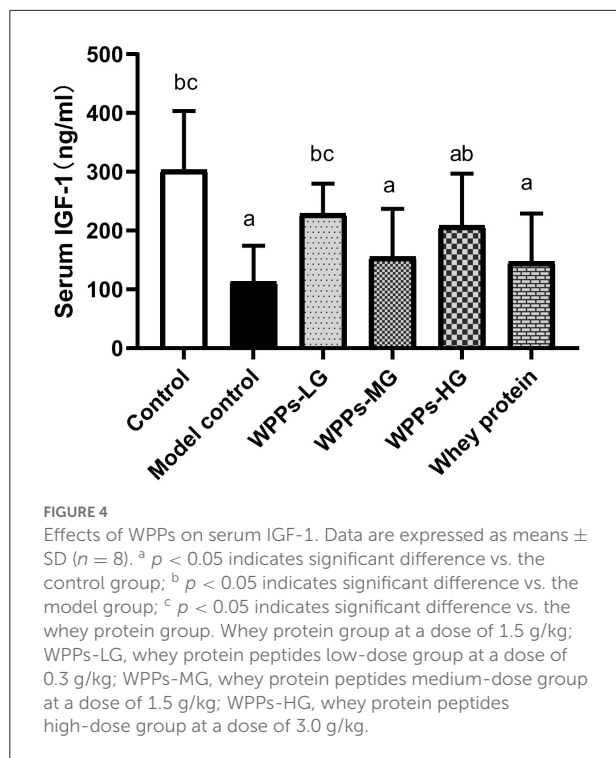 500
400
300
200
100
0
Serum IGF-1(ng/ml)
bc
a
bc
a
ab
a
Control
Model control
WPPs-LG
WPPs-MG
WPPs-HG
Whey protein
FIGURE 4
Effects of WPPs on serum IGF-1. Data are expressed as means ±
SD (n = 8). a p < 0.05 indicates significant difference vs. the
control group; b p < 0.05 indicates significant difference vs. the
model group; c p < 0.05 indicates significant difference vs. the
whey protein group. Whey protein group at a dose of 1.5 g/kg;
WPPs-LG, whey protein peptides low-dose group at a dose of
0.3 g/kg; WPPs-MG, whey protein peptides medium-dose group
at a dose of 1.5 g/kg; WPPs-HG, whey protein peptides
high-dose group at a dose of 3.0 g/kg.